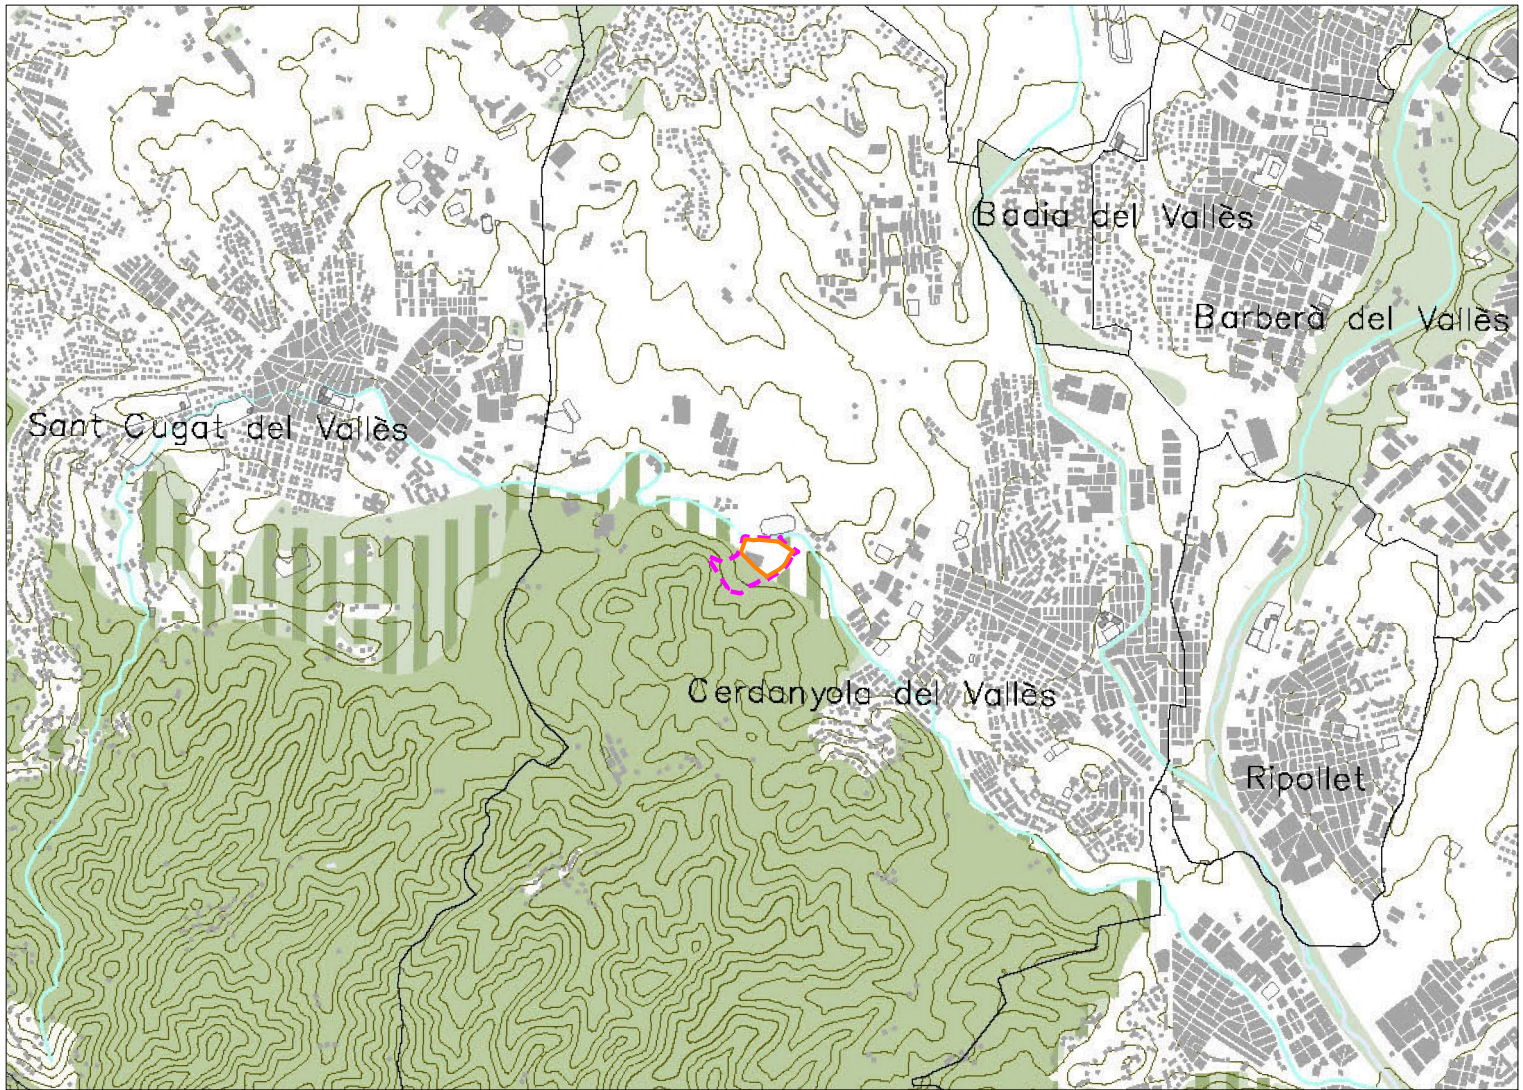 Badia del Vallès
Barberà del Vallès
Sant Cugat del Vallès
Cerdanyola del Vallès
Ripollet